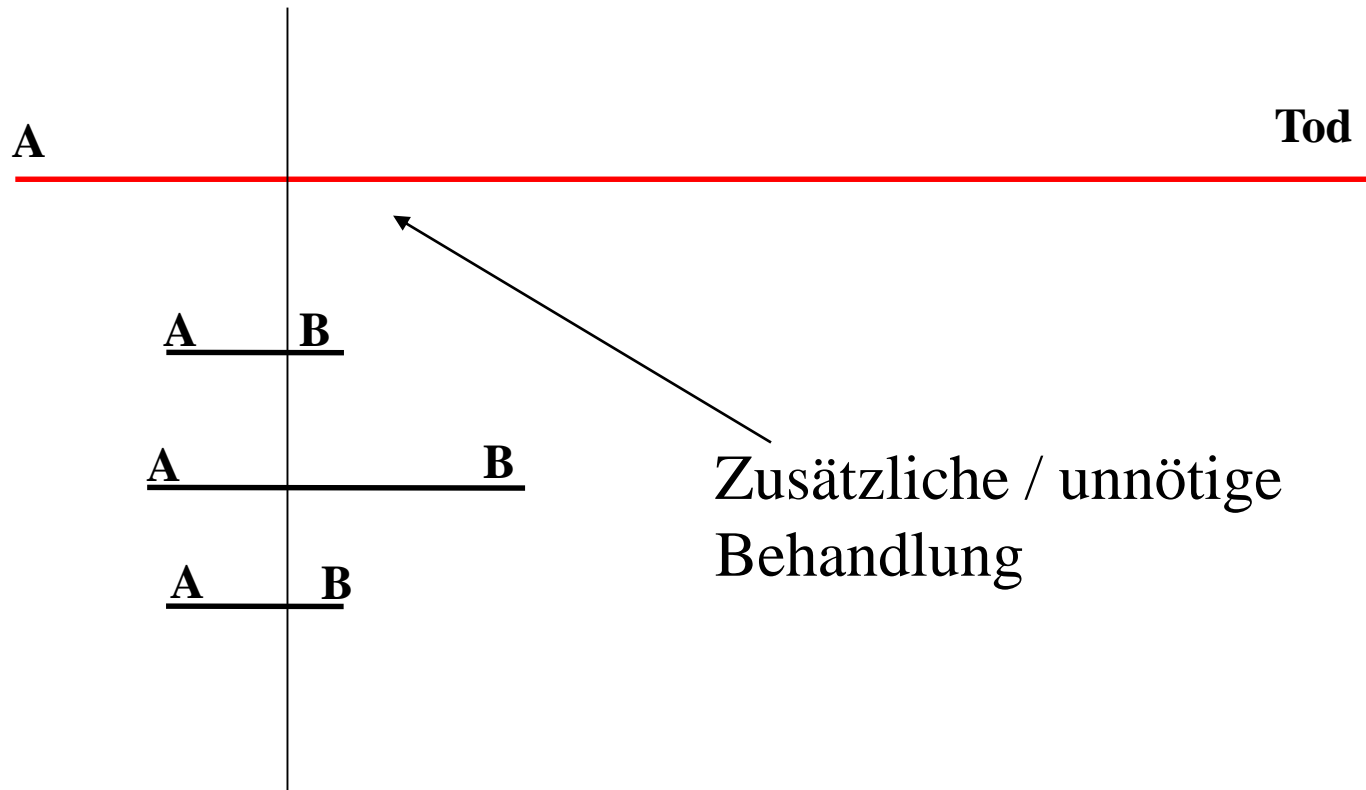 A Tod
A B
A B
A B
Zusätzliche / unnötige
Behandlung